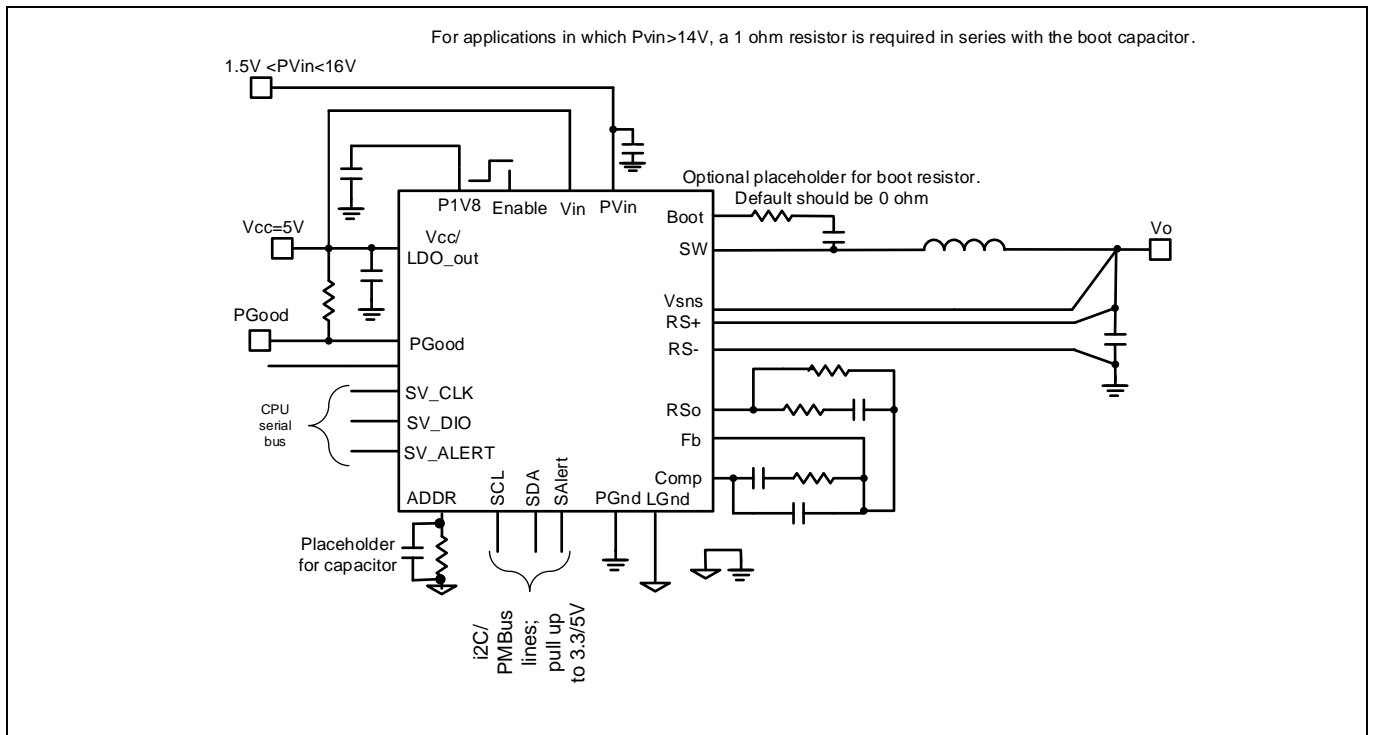 For applications in which Pvin>14V, a 1 ohm resistor is required in series with the boot capacitor.
1.5V <PVin<16V
Optional placeholder for boot resistor.
Default should be 0 ohm
P1V8
Enable
Vin
PVin
Boot
Vcc=5V
Vcc/
LDO_out
SW
Vo
Vsns
RS+
PGood
PGood
RS-
SV_CLK
CPU
serial
bus
SV_DIO
SV_ALERT
RSo
Fb
Comp
ADDR
SCL
SDA
SAlert
PGnd
LGnd
Placeholder
for capacitor
i2C/
PMBus
lines;
pull up
to 3.3/5V